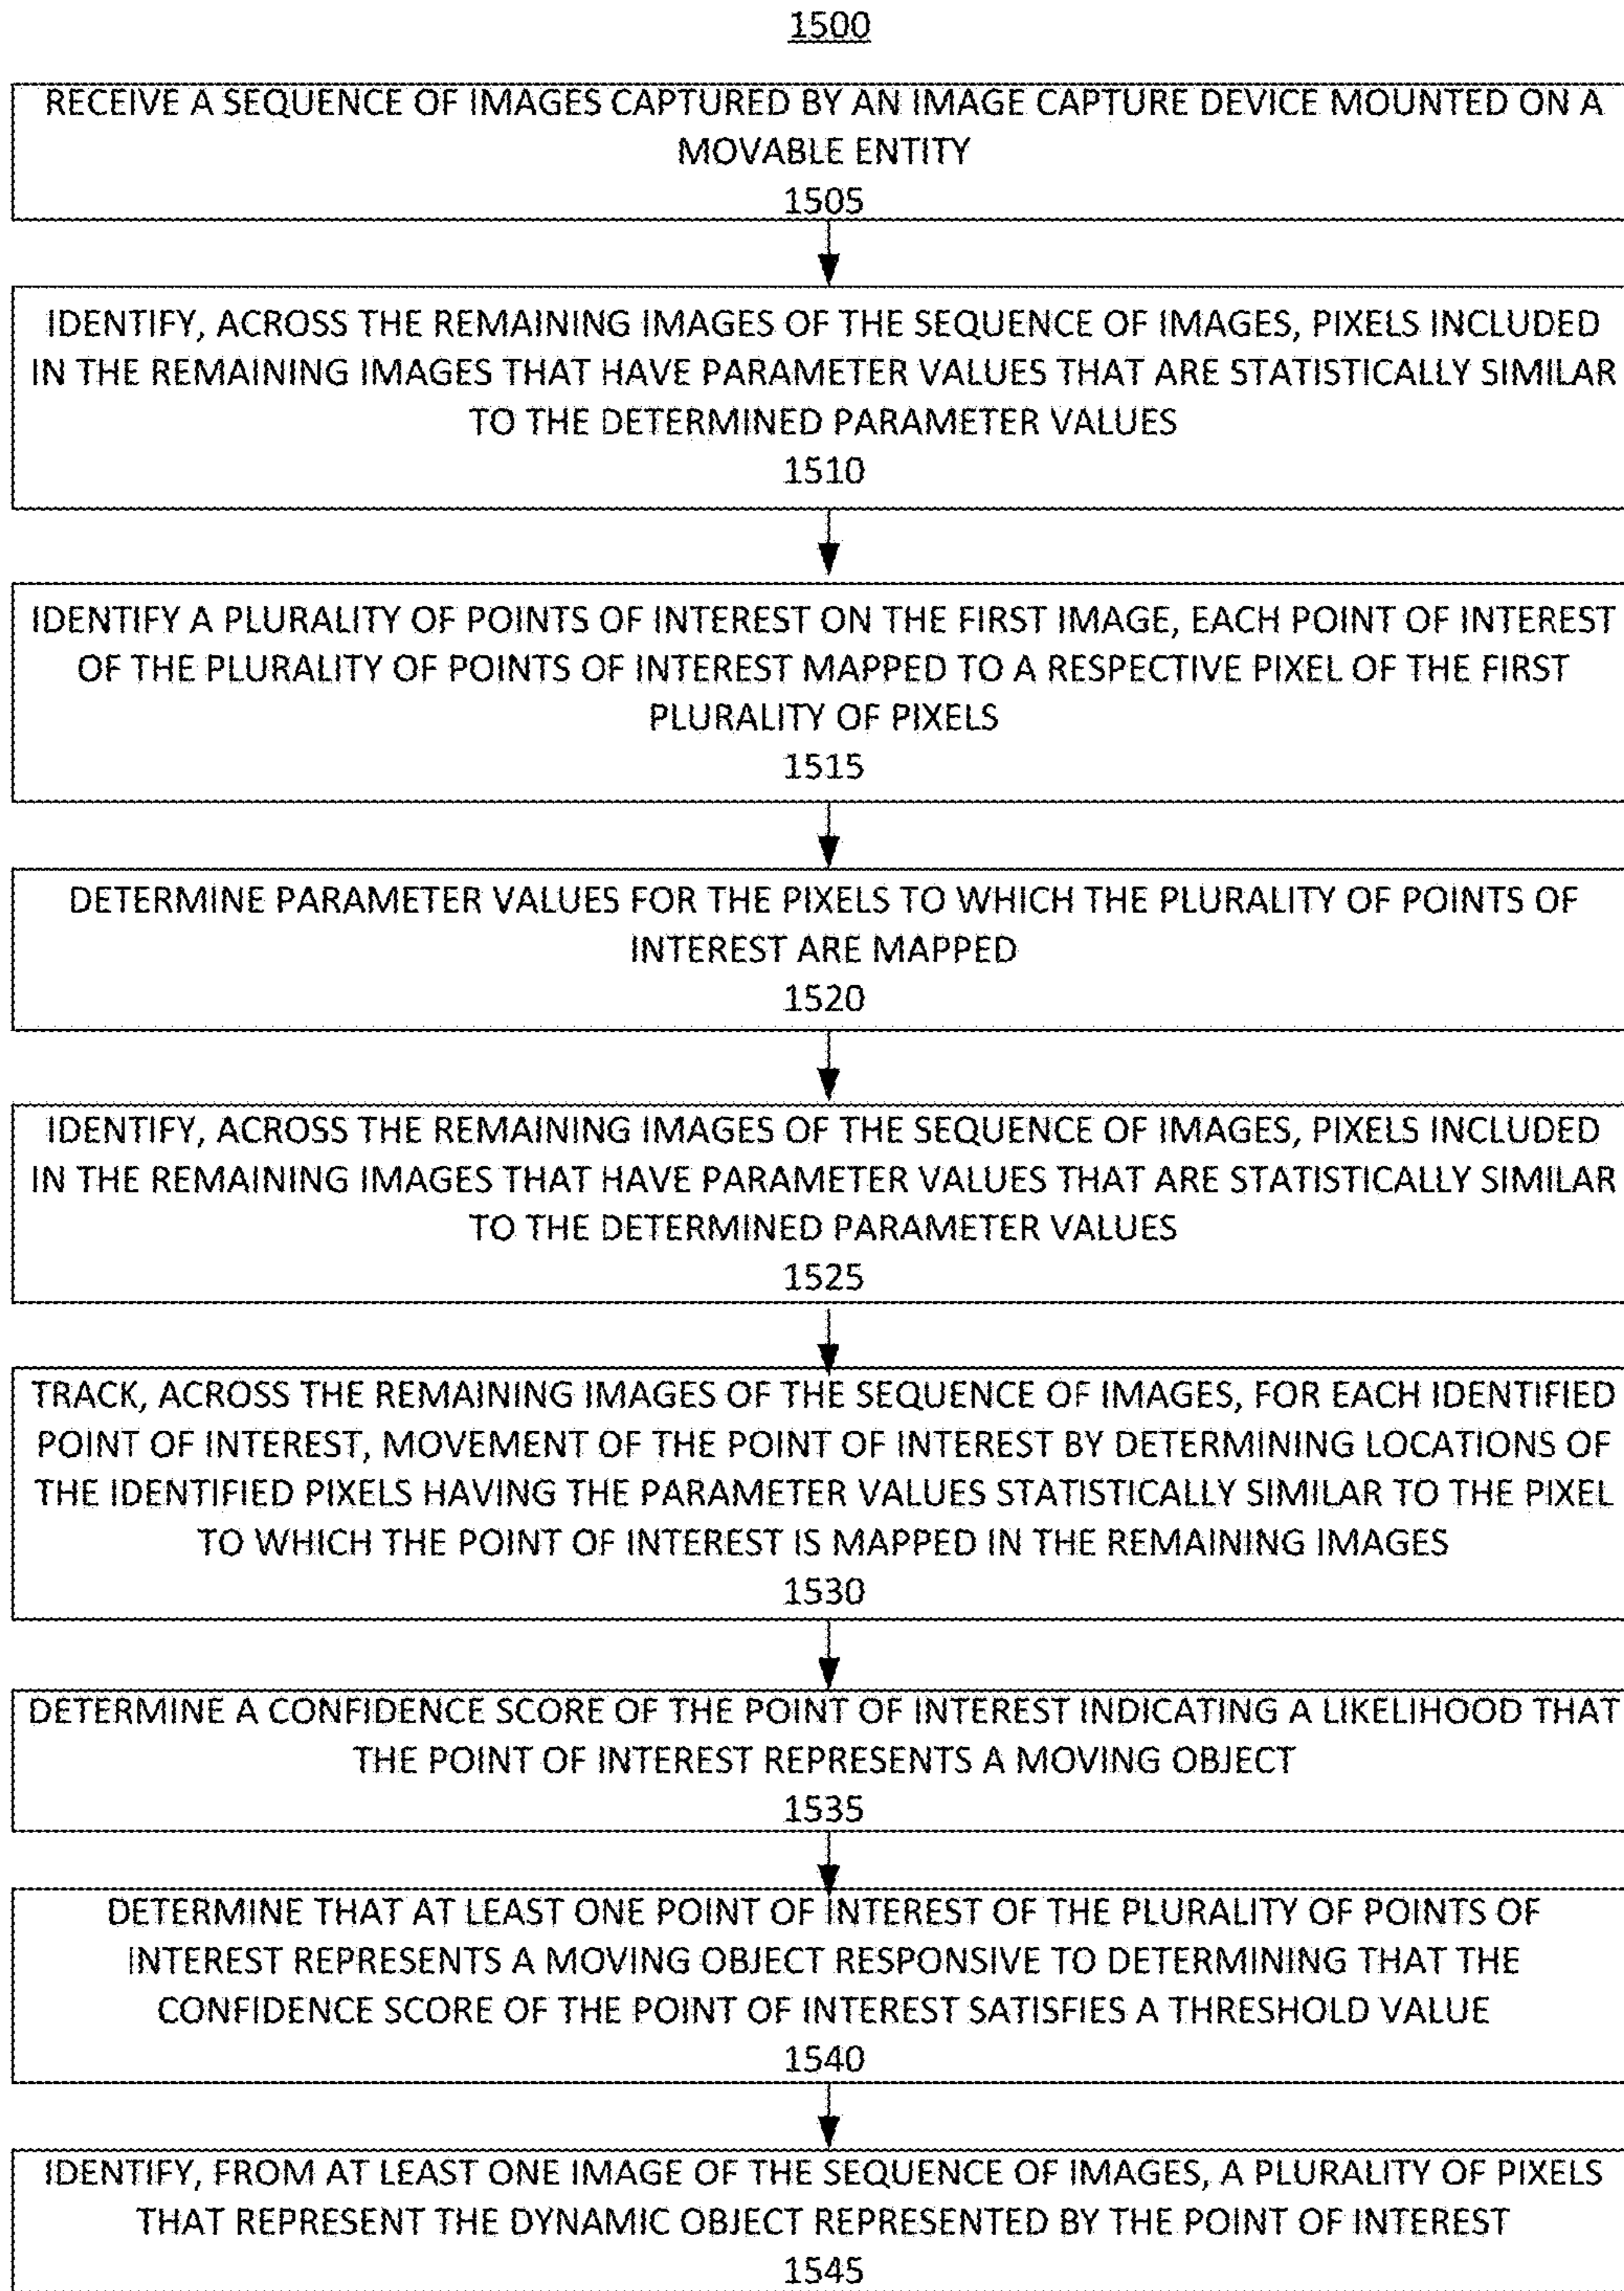 1500
RECEIVE A SEQUENCE OF IMAGES CAPTURED BY AN IMAGE CAPTURE DEVICE MOUNTED ON A
MOVABLE ENTITY
1505
IDENTIFY, ACROSS THE REMAINING IMAGES OF THE SEQUENCE OF IMAGES, PIXELS INCLUDED
IN THE REMAINING IMAGES THAT HAVE PARAMETER VALUES THAT ARE STATISTICALLY SIMILAR
TO THE DETERMINED PARAMETER VALUES
1510
IDENTIFY A PLURALITY OF POINTS OF INTEREST ON THE FIRST IMAGE, EACH POINT OF INTEREST
OF THE PLURALITY OF POINTS OF INTEREST MAPPED TO A RESPECTIVE PIXEL OF THE FIRST
PLURALITY OF PIXELS
1515
DETERMINE PARAMETER VALUES FOR THE PIXELS TO WHICH THE PLURALITY OF POINTS OF
INTEREST ARE MAPPED
1520
IDENTIFY, ACROSS THE REMAINING IMAGES OF THE SEQUENCE OF IMAGES, PIXELS INCLUDED
IN THE REMAINING IMAGES THAT HAVE PARAMETER VALUES THAT ARE STATISTICALLY SIMILAR
TO THE DETERMINED PARAMETER VALUES
1525
TRACK, ACROSS THE REMAINING IMAGES OF THE SEQUENCE OF IMAGES, FOR EACH IDENTIFIED
POINT OF INTEREST, MOVEMENT OF THE POINT OF INTEREST BY DETERMINING LOCATIONS OF
THE IDENTIFIED PIXELS HAVING THE PARAMETER VALUES STATISTICALLY SIMILAR TO THE PIXEL
TO WHICH THE POINT OF INTEREST IS MAPPED IN THE REMAINING IMAGES
1530
DETERMINE A CONFIDENCE SCORE OF THE POINT OF INTEREST INDICATING A LIKELIHOOD THAT
THE POINT OF INTEREST REPRESENTS A MOVING OBJECT
1535
DETERMINE THAT AT LEAST ONE POINT OF INTEREST OF THE PLURALITY OF POINTS OF
INTEREST REPRESENTS A MOVING OBJECT RESPONSIVE TO DETERMINING THAT THE
CONFIDENCE SCORE OF THE POINT OF INTEREST SATISFIES A THRESHOLD VALUE
1540
IDENTIFY, FROM AT LEAST ONE IMAGE OF THE SEQUENCE OF IMAGES, A PLURALITY OF PIXELS
THAT REPRESENT THE DYNAMIC OBJECT REPRESENTED BY THE POINT OF INTEREST
1545